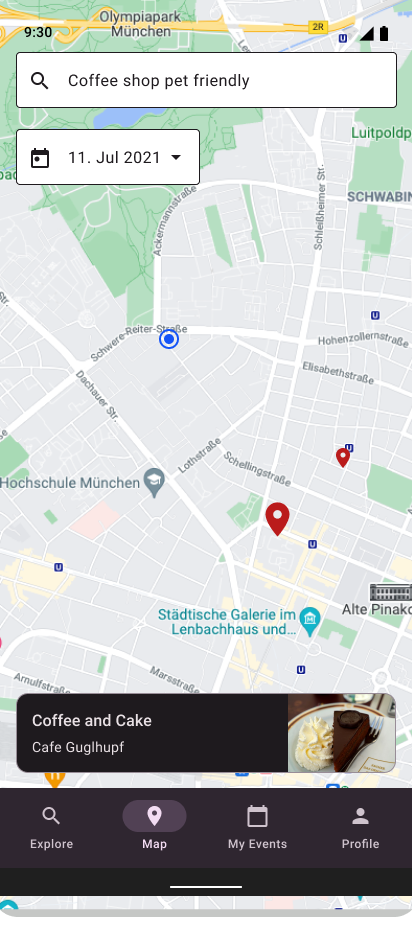 Olympiapark
München
9:30
2R
U
Coffee shop pet friendly
Luitpoldp
11. Jul 2021
SCHWABIN
Ackermannstraße
Schleißheimer Str.
U
Schwere-Reiter-Straße
Hohenzollernstraße
Elisabethstraße
Dachauer Str.
Lothstraße
U
Schellingstraße
Hochschule München
U
U
Alte Pinako
Städtische Galerie im
Lenbachhaus und...
Marsstraße
U
Arnulfstraße
Coffee and Cake
Cafe Guglhupf
Explore
Map
My Events
Profile